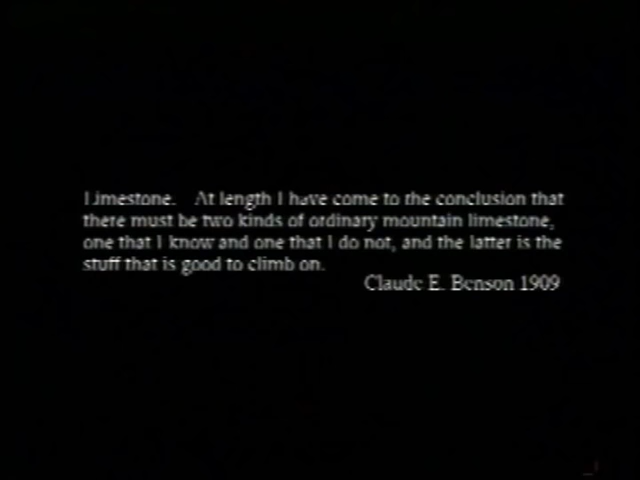 Limestone. At length I have come to the conclusion that
there must be two kinds of ordinary mountain limestone,
one that I know and one that I do not, and the latter is the
stuff that is good to climb on.
Claude E. Benson 1909